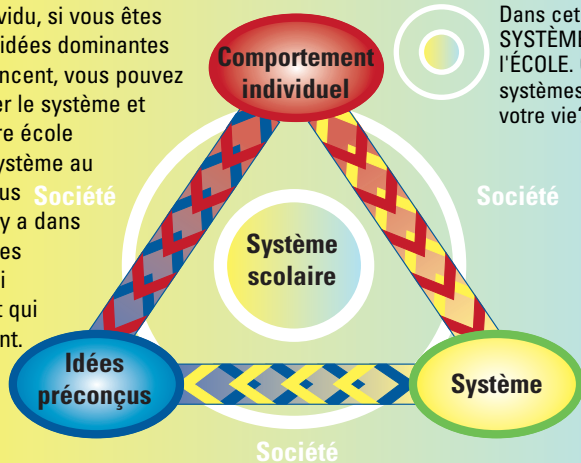 vidu, si vous êtes
idées dominantes
ncent, vous pouvez
er le système et
re école
ystème au
us
y a dans
es
i
t qui
nt.
Dans cet
SYSTÈME
l'ÉCOLE.
systèmes
votre vie
Comportement
individuel
Société
Société
Système
scolaire
Idées
préconçus
Système
Société